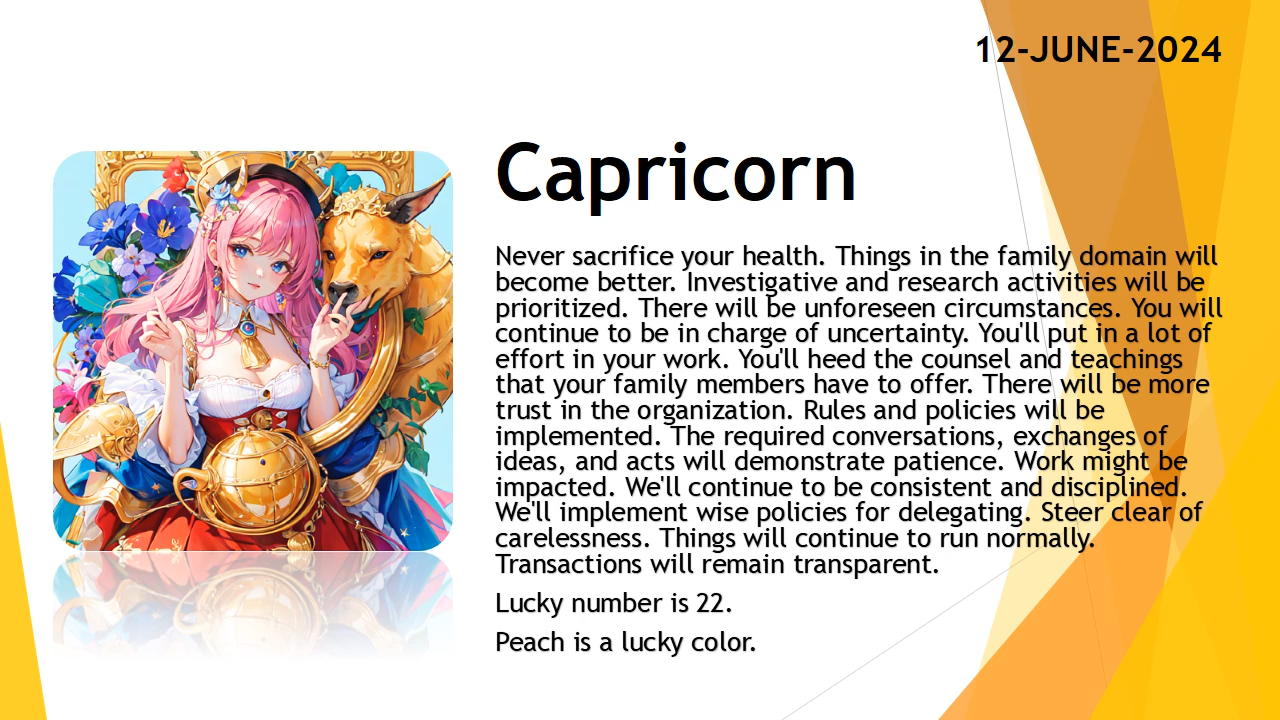 12-JUNE-2024
Capricorn
Never sacrifice your health. Things in the family domain will
become better. Investigative and research activities will be
prioritized. There will be unforeseen circumstances. You will
continue to be in charge of uncertainty. You'll put in a lot of
effort in your work. You'll heed the counsel and teachings
that your family members have to offer. There will be more
trust in the organization. Rules and policies will be
implemented. The required conversations, exchanges of
ideas, and acts will demonstrate patience. Work might be
impacted. We'll continue to be consistent and disciplined.
We'll implement wise policies for delegating. Steer clear of
carelessness. Things will continue to run normally.
Transactions will remain transparent.
Lucky number is 22.
Peach is a lucky color.